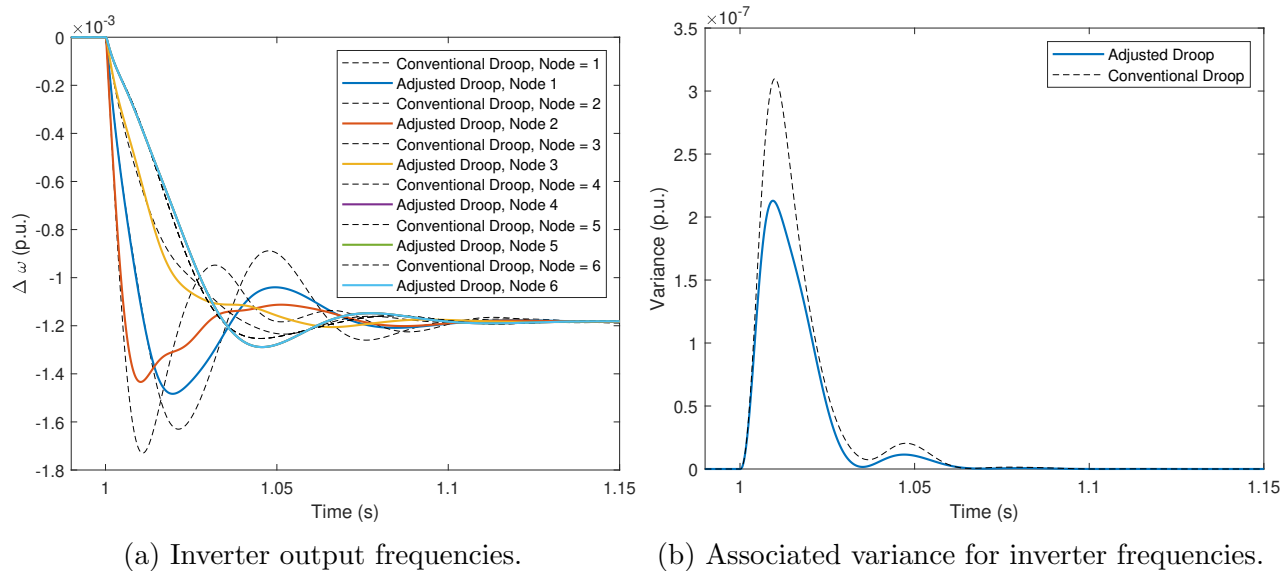 ×10⁻³
0
-0.2
-0.4
-0.6
-0.8
-1
-1.2
-1.4
-1.6
-1.8
Δ ω (p.u.)
1
1.05
1.1
1.15
Time (s)
Conventional Droop, Node = 1
Adjusted Droop, Node 1
Conventional Droop, Node = 2
Adjusted Droop, Node 2
Conventional Droop, Node = 3
Adjusted Droop, Node 3
Conventional Droop, Node = 4
Adjusted Droop, Node 4
Conventional Droop, Node = 5
Adjusted Droop, Node 5
Conventional Droop, Node = 6
Adjusted Droop, Node 6
(a) Inverter output frequencies.
×10⁻⁷
3.5
3
2.5
2
1.5
1
0.5
0
Variance (p.u.)
1
1.05
1.1
1.15
Time (s)
Adjusted Droop
Conventional Droop
(b) Associated variance for inverter frequencies.